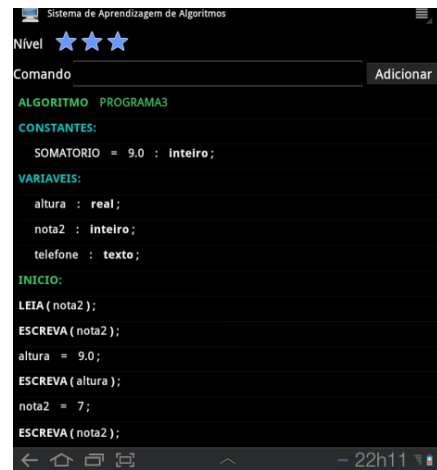 Sistema de Aprendizagem de Algoritmos
Nível
Comando Adicionar
ALGORITMO PROGRAMA3
CONSTANTES:
SOMATORIO = 9.0 : inteiro;
VARIAVEIS:
altura : real;
nota2 : inteiro;
telefone : texto;
INICIO:
LEIA(nota2);
ESCREVA(nota2);
altura = 9.0;
ESCREVA(altura);
nota2 = 7;
ESCREVA(nota2);
22h11